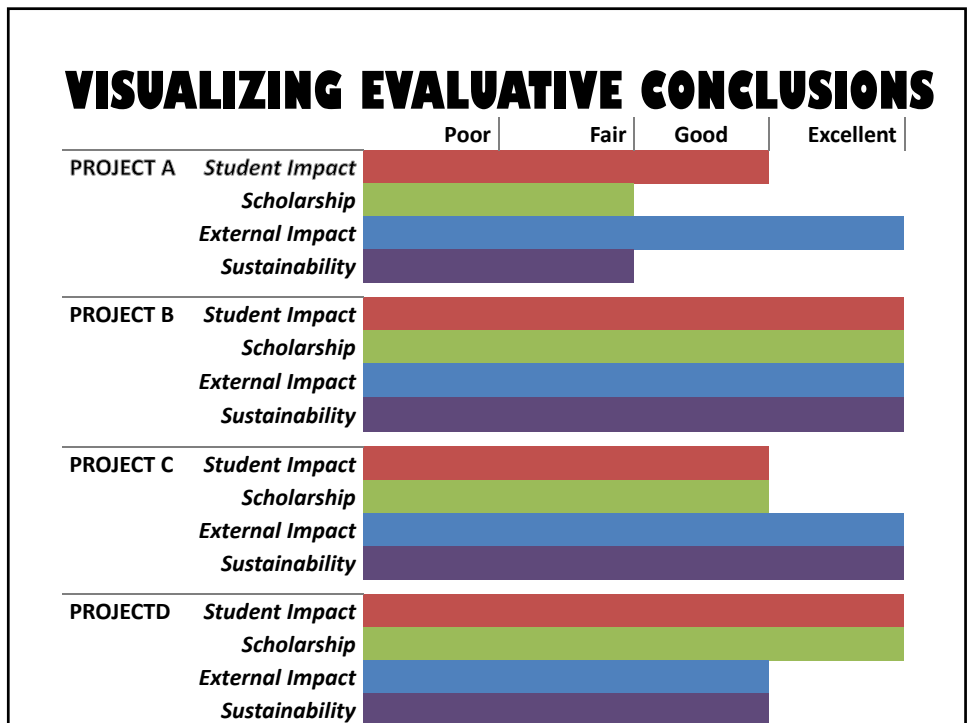 VISUALIZING EVALUATIVE CONCLUSIONS
Poor Fair Good Excellent
PROJECT A Student Impact
Scholarship
External Impact
Sustainability
PROJECT B Student Impact
Scholarship
External Impact
Sustainability
PROJECT C Student Impact
Scholarship
External Impact
Sustainability
PROJECTD Student Impact
Scholarship
External Impact
Sustainability